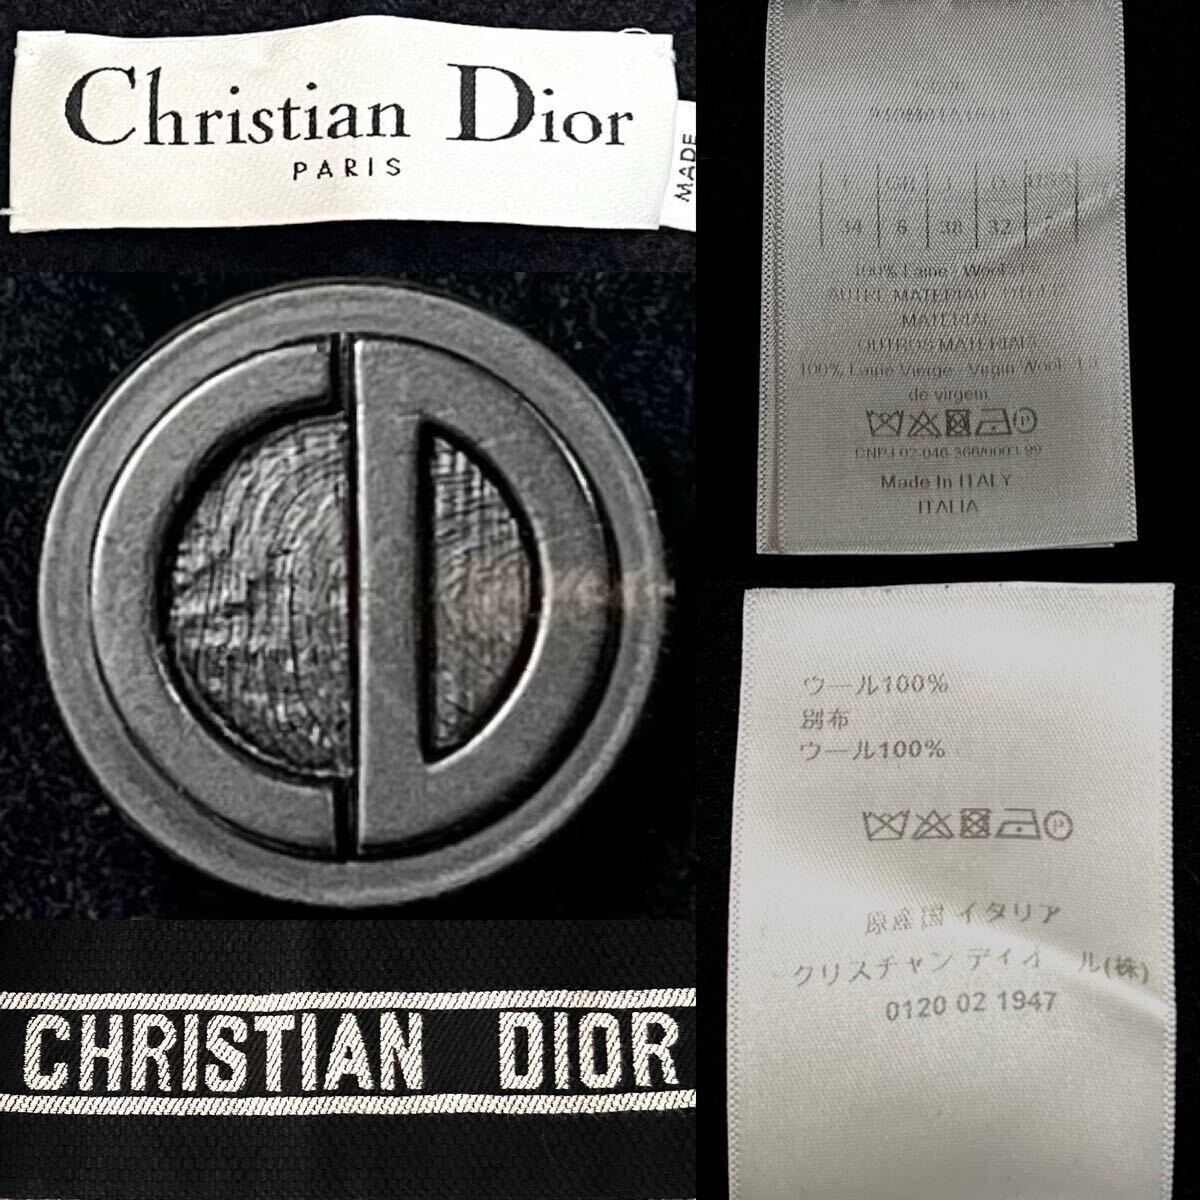 Christian Dior
PARIS
MADE
CD
CHRISTIAN DIOR
34 6 38 32
100% Laine - Wool
MATERIAL
OUTROS MATERIAIS
100% Laine Vierge - Virgin Wool
de virgem
Made In ITALY
ITALIA
ウール100%
別布
ウール100%
原産国 イタリア
クリスチャン ディオール(株)
0120 02 1947